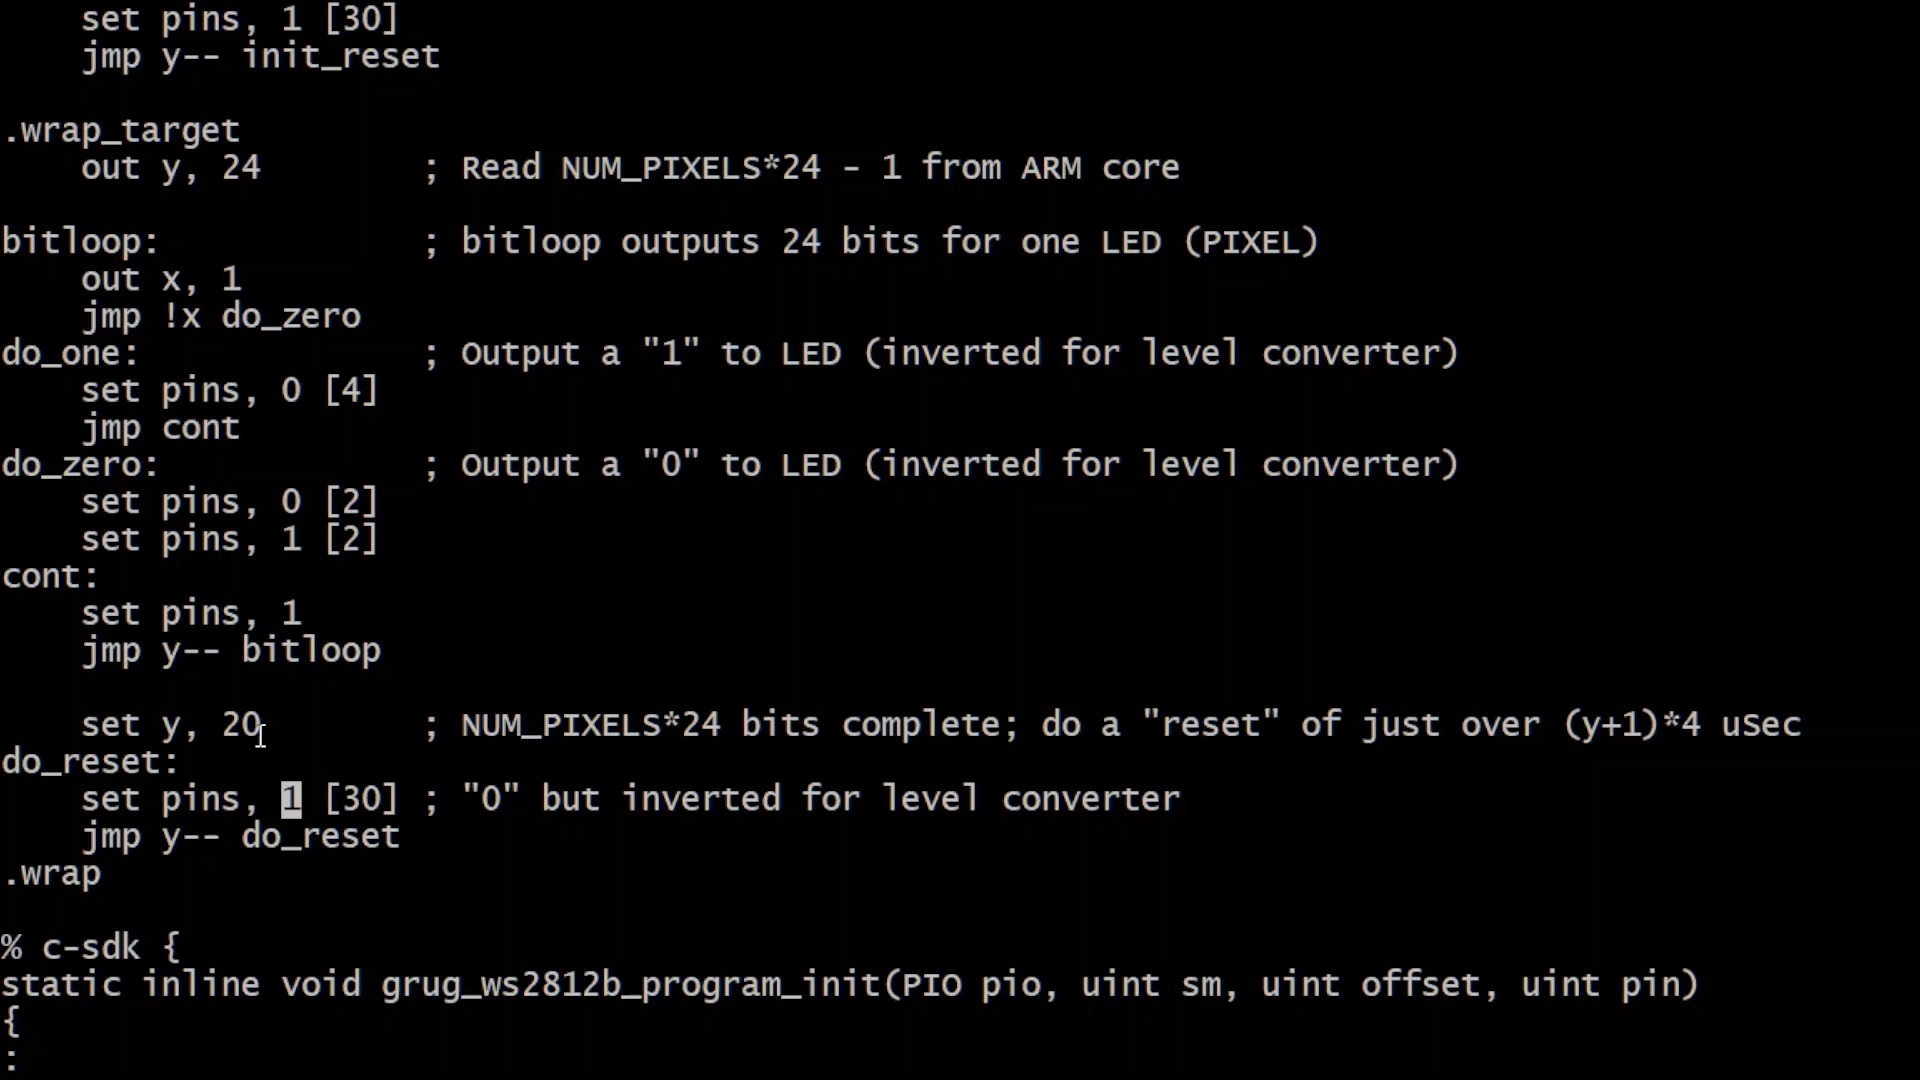 set pins, 1 [30]
    jmp y-- init_reset

.wrap_target
    out y, 24        ; Read NUM_PIXELS*24 - 1 from ARM core

bitloop:             ; bitloop outputs 24 bits for one LED (PIXEL)
    out x, 1
    jmp !x do_zero
do_one:              ; Output a "1" to LED (inverted for level converter)
    set pins, 0 [4]
    jmp cont
do_zero:             ; Output a "0" to LED (inverted for level converter)
    set pins, 0 [2]
    set pins, 1 [2]
cont:
    set pins, 1
    jmp y-- bitloop

    set y, 20        ; NUM_PIXELS*24 bits complete; do a "reset" of just over (y+1)*4 uSec
do_reset:
    set pins, 1 [30] ; "0" but inverted for level converter
    jmp y-- do_reset
.wrap

% c-sdk {
static inline void grug_ws2812b_program_init(PIO pio, uint sm, uint offset, uint pin)
{
: